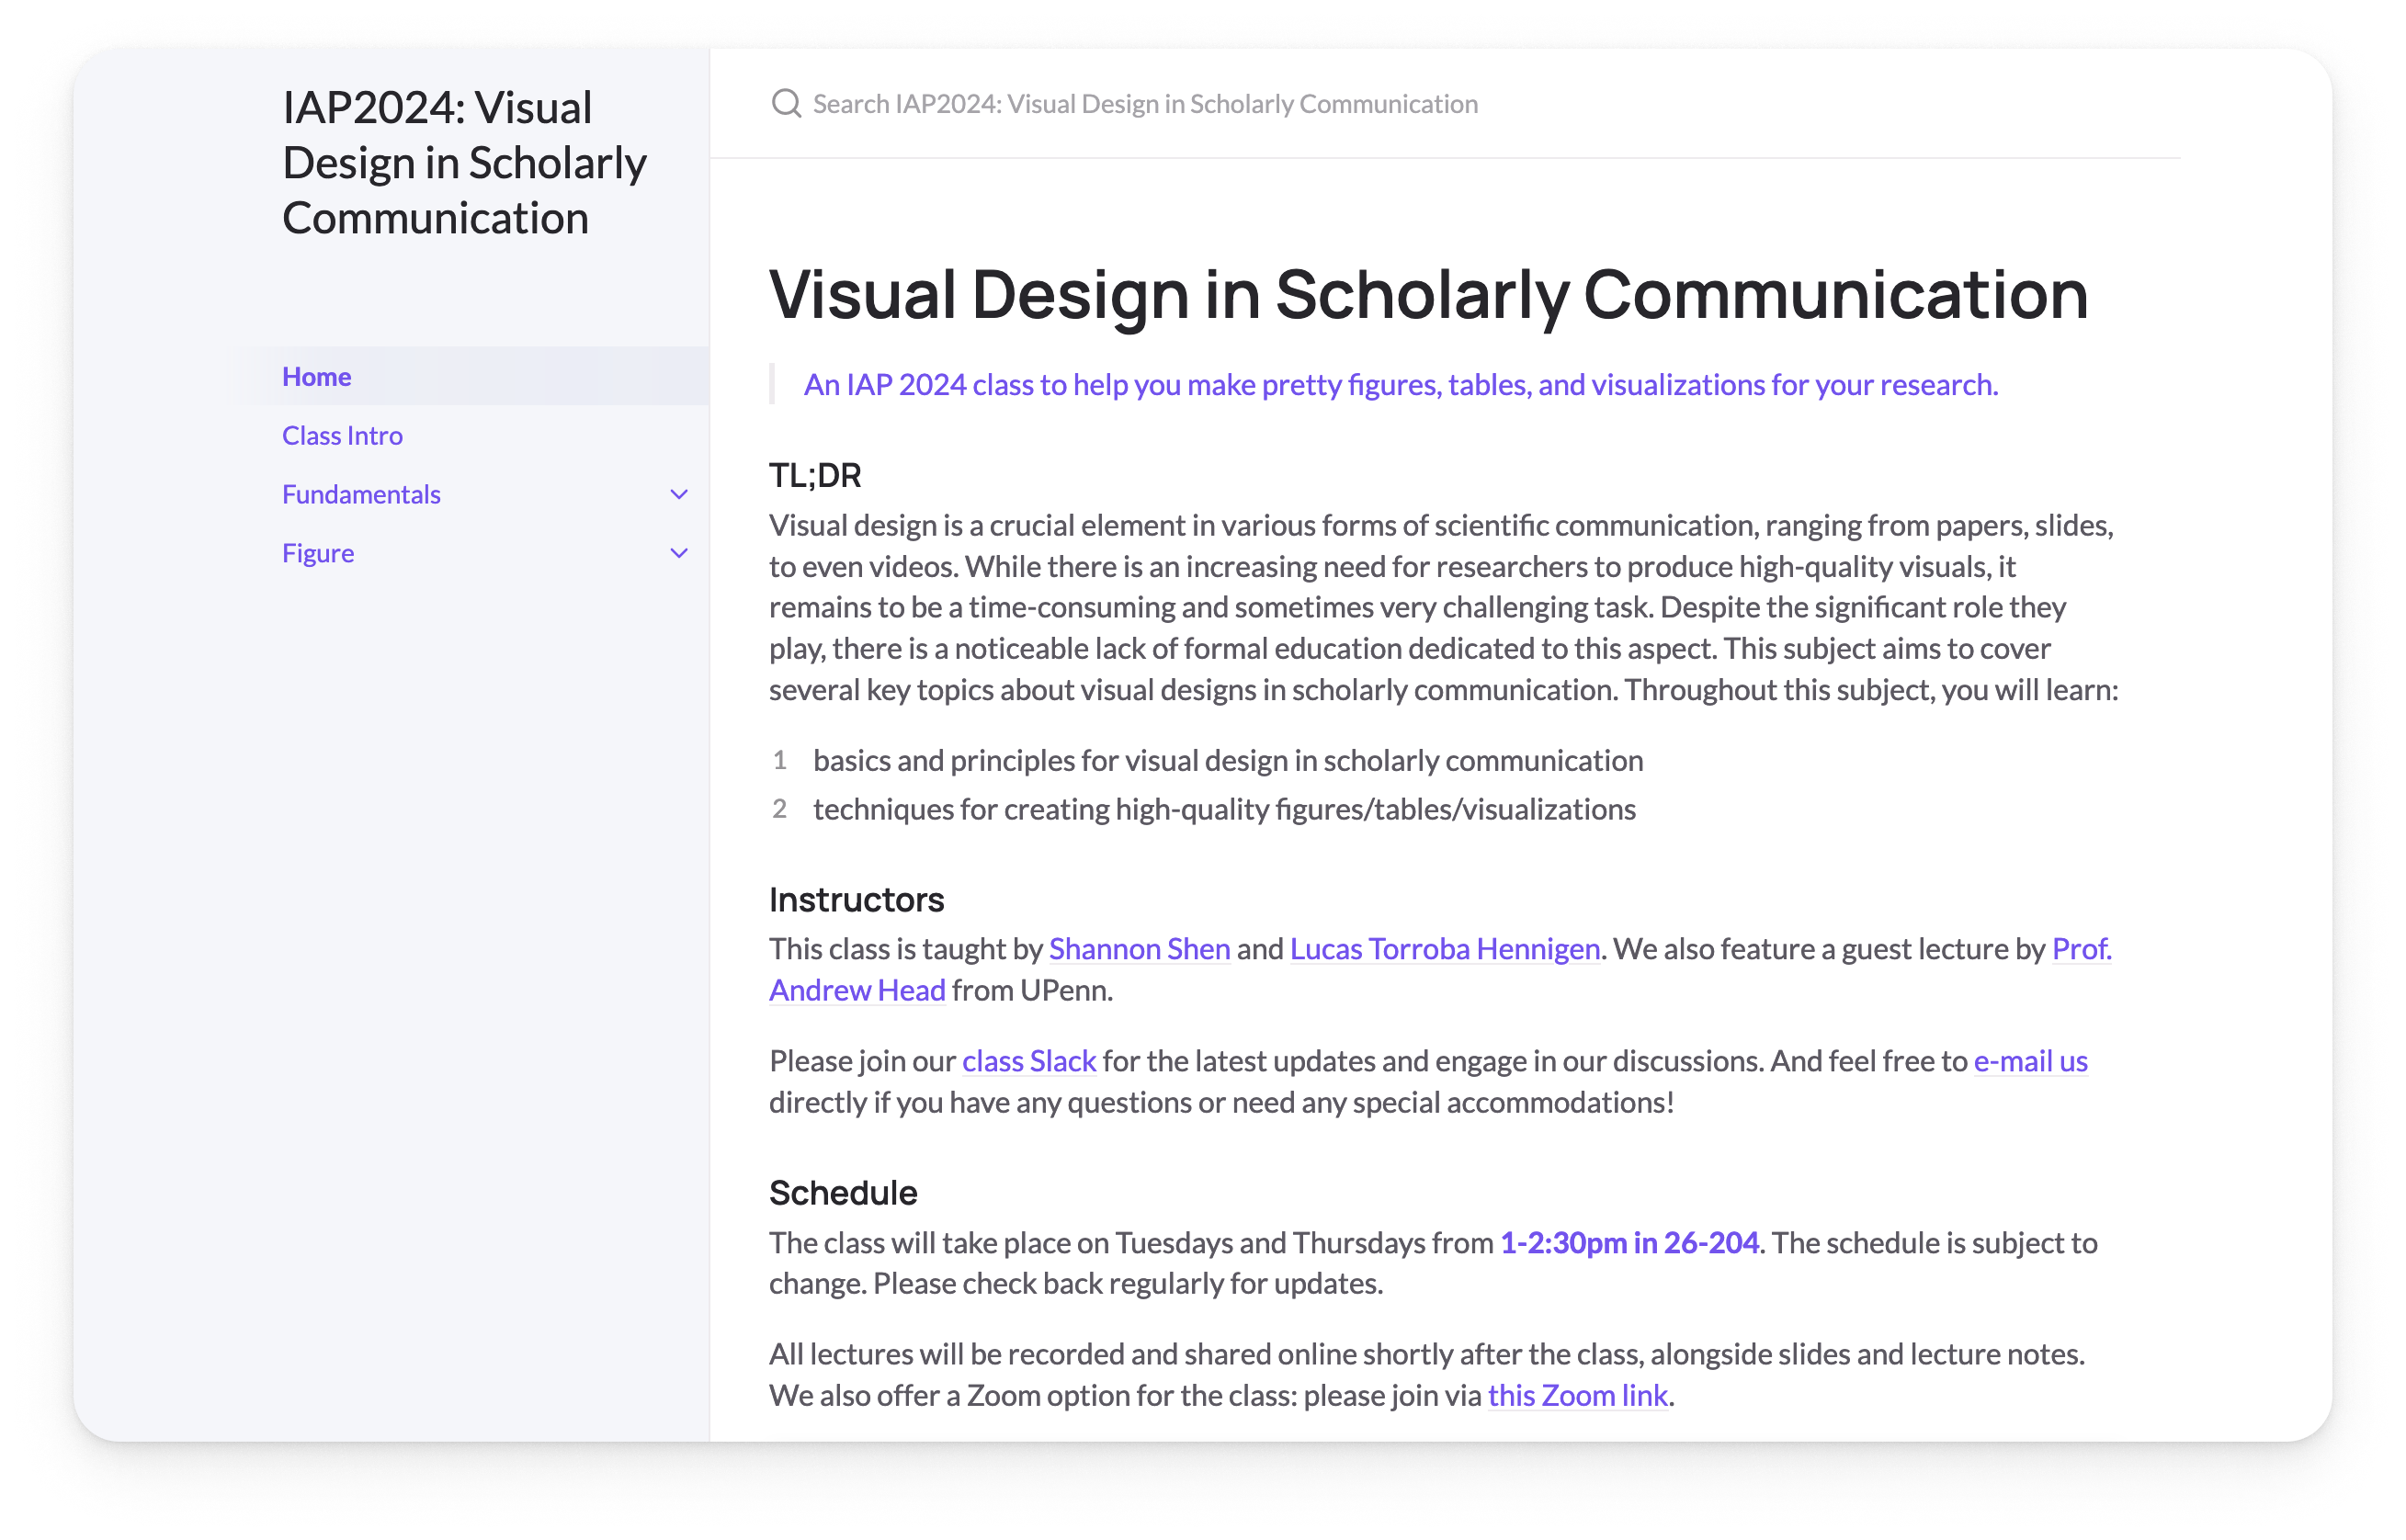 IAP2024: Visual
Design in Scholarly
Communication
Home
Class Intro
Fundamentals
Figure
Search IAP2024: Visual Design in Scholarly Communication
Visual Design in Scholarly Communication
An IAP 2024 class to help you make pretty figures, tables, and visualizations for your research.
TL;DR
Visual design is a crucial element in various forms of scientific communication, ranging from papers, slides,
to even videos. While there is an increasing need for researchers to produce high-quality visuals, it
remains to be a time-consuming and sometimes very challenging task. Despite the significant role they
play, there is a noticeable lack of formal education dedicated to this aspect. This subject aims to cover
several key topics about visual designs in scholarly communication. Throughout this subject, you will learn:
1 basics and principles for visual design in scholarly communication
2 techniques for creating high-quality figures/tables/visualizations
Instructors
This class is taught by Shannon Shen and Lucas Torroba Hennigen. We also feature a guest lecture by Prof.
Andrew Head from UPenn.
Please join our class Slack for the latest updates and engage in our discussions. And feel free to e-mail us
directly if you have any questions or need any special accommodations!
Schedule
The class will take place on Tuesdays and Thursdays from 1-2:30pm in 26-204. The schedule is subject to
change. Please check back regularly for updates.
All lectures will be recorded and shared online shortly after the class, alongside slides and lecture notes.
We also offer a Zoom option for the class: please join via this Zoom link.